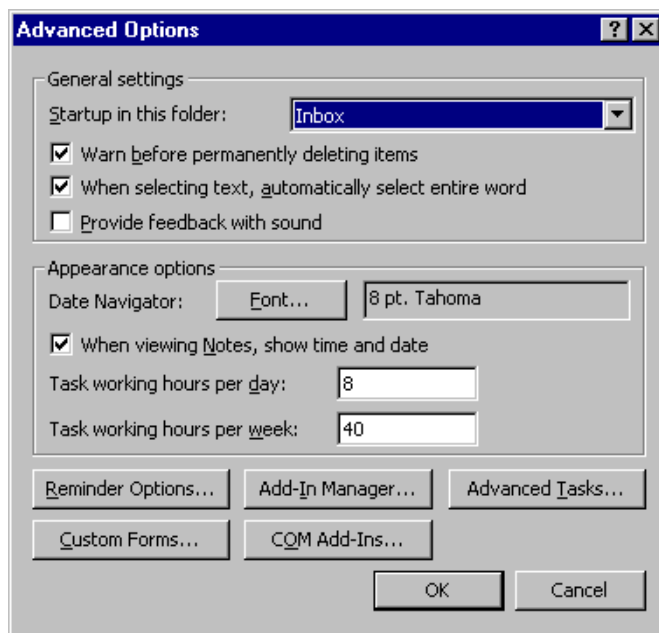 Advanced Options
General settings
Startup in this folder: Inbox
Warn before permanently deleting items
When selecting text, automatically select entire word
Provide feedback with sound
Appearance options
Date Navigator: Font... 8 pt. Tahoma
When viewing Notes, show time and date
Task working hours per day: 8
Task working hours per week: 40
Reminder Options... Add-In Manager... Advanced Tasks...
Custom Forms... COM Add-Ins...
OK Cancel